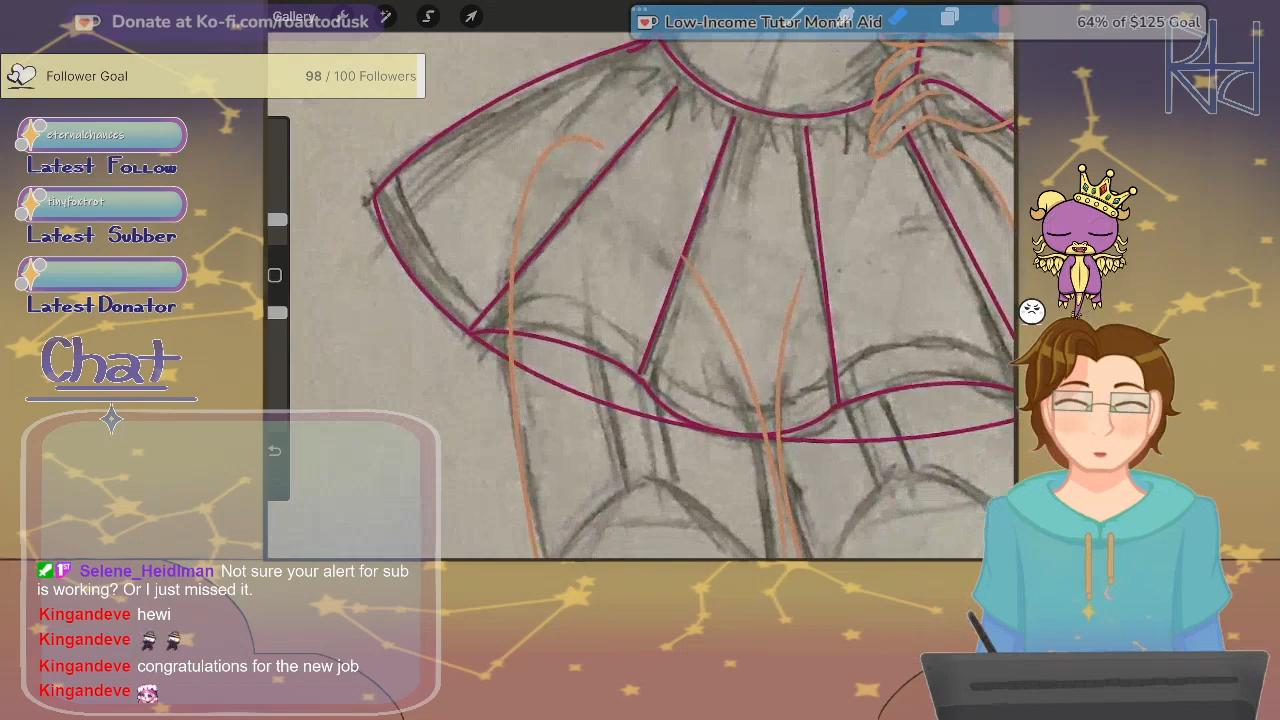 Donate at Ko-fi.com/roadtodusk
Gallery
Low-Income Tutor Month Aid
64% of $125 Goal
Follower Goal
98 / 100 Followers
eternalchances
Latest Follow
tinyfoxtrot
Latest Subber
Latest Donator
Chat
Selene_Heidlman Not sure your alert for sub
is working? Or I just missed it.
Kingandeve hewi
Kingandeve
Kingandeve congratulations for the new job
Kingandeve